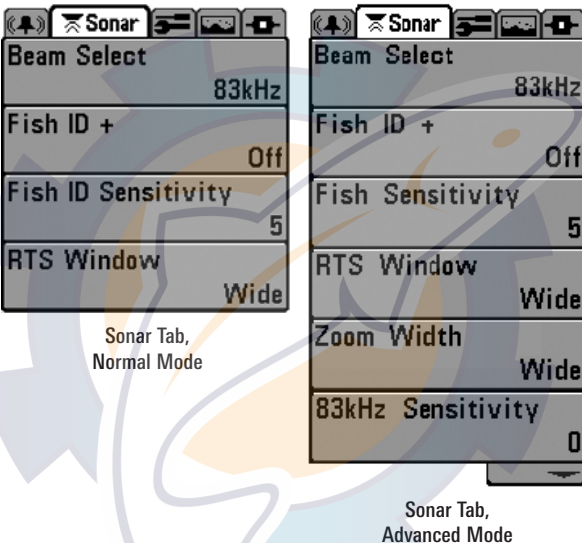 Sonar
Beam Select
83kHz
Fish ID +
Off
Fish ID Sensitivity
5
RTS Window
Wide
Sonar Tab,
Normal Mode
Sonar
Beam Select
83kHz
Fish ID +
Off
Fish Sensitivity
5
RTS Window
Wide
Zoom Width
Wide
83kHz Sensitivity
0
Sonar Tab,
Advanced Mode